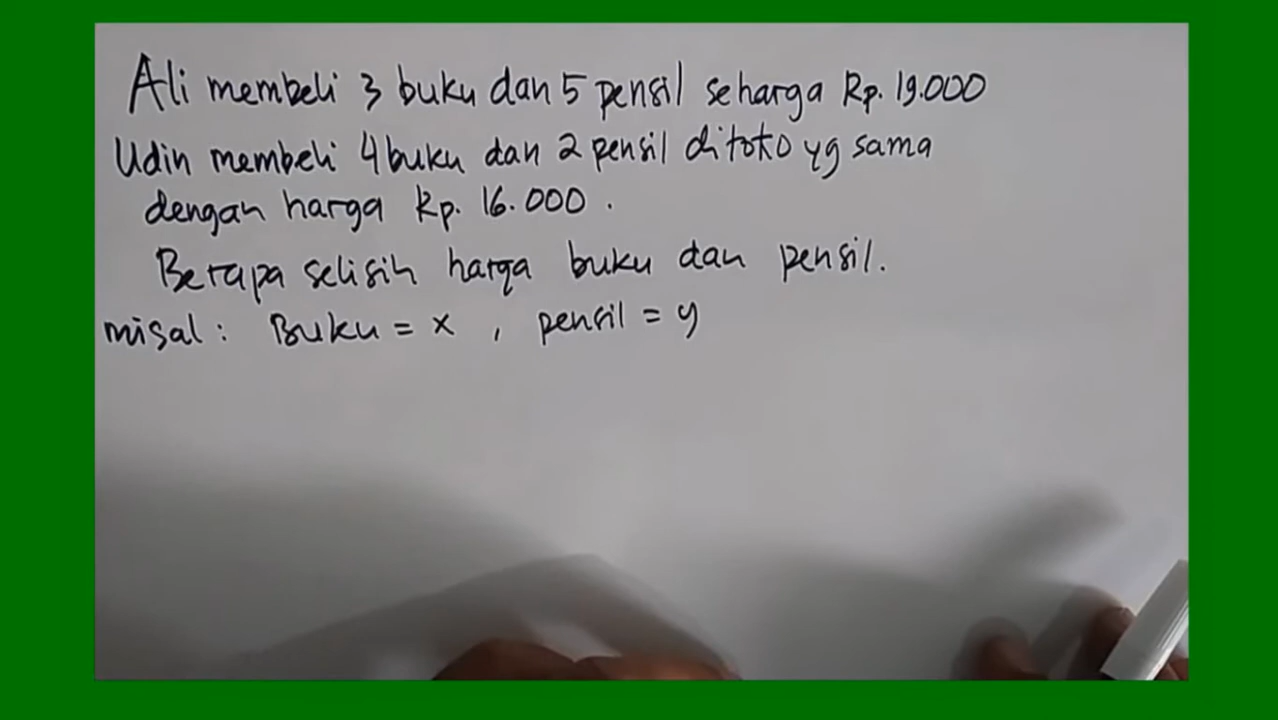 Ali membeli 3 buku dan 5 pensil seharga Rp. 19.000
Udin membeli 4 buku dan 2 pensil ditoko yg sama
dengan harga Rp. 16.000.
Berapa selisih harga buku dan pensil.
misal: Buku = x, pensil = y